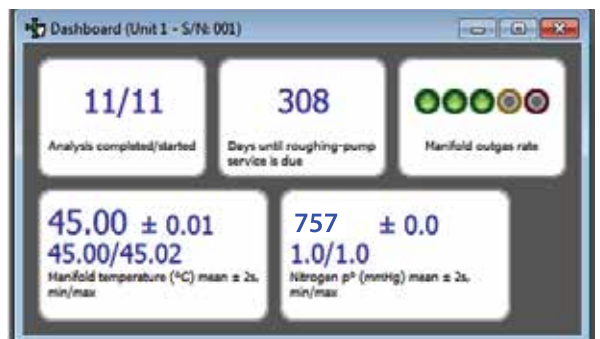 Dashboard (Unit 1 - S/N: 001)
11/11
Analysis completed/started
308
Days until roughing-pump
service is due
Manifold outgas rate
45.00 ± 0.01
45.00/45.02
Manifold temperature (ºC) mean ± 2s,
min/max
757 ± 0.0
1.0/1.0
Nitrogen pº (mmHg) mean ± 2s,
min/max